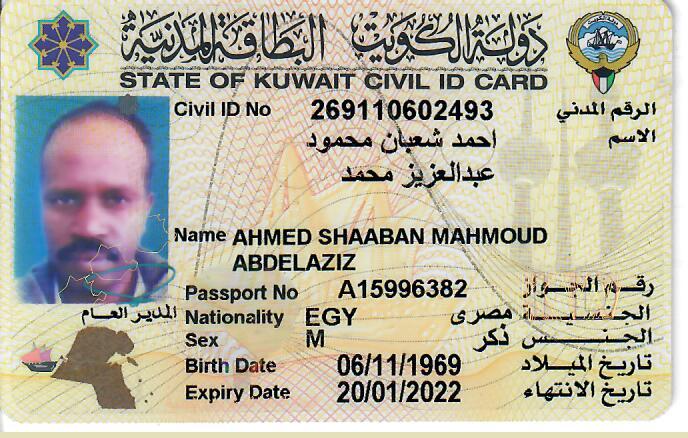 دولة الكويت البطاقة المدنية
STATE OF KUWAIT CIVIL ID CARD
Civil ID No 269110602493 الرقم المدني
احمد شعبان محمود الاسم
عبدالعزيز محمد
Name AHMED SHAABAN MAHMOUD
ABDELAZIZ
Passport No A15996382 رقم الجواز
Nationality EGY مصرى الجنسية المدير العام
Sex M ذكر الجنس
Birth Date 06/11/1969 تاريخ الميلاد
Expiry Date 20/01/2022 تاريخ الانتهاء